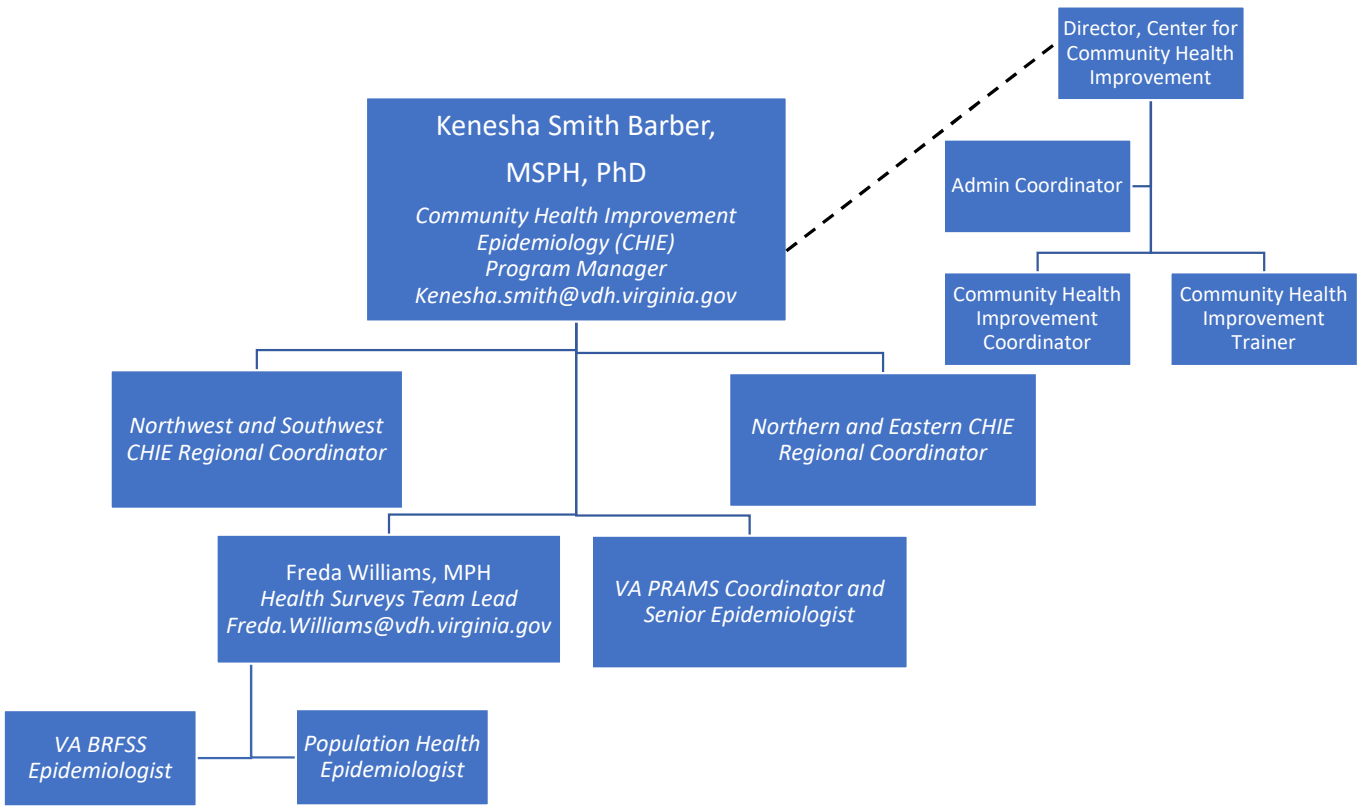 Director, Center for
Community Health
Improvement
Kenesha Smith Barber,
MSPH, PhD
Community Health Improvement
Epidemiology (CHIE)
Program Manager
Kenesha.smith@vdh.virginia.gov
Admin Coordinator
Community Health
Improvement
Coordinator
Community Health
Improvement
Trainer
Northwest and Southwest
CHIE Regional Coordinator
Northern and Eastern CHIE
Regional Coordinator
Freda Williams, MPH
Health Surveys Team Lead
Freda.Williams@vdh.virginia.gov
VA PRAMS Coordinator and
Senior Epidemiologist
VA BRFSS
Epidemiologist
Population Health
Epidemiologist